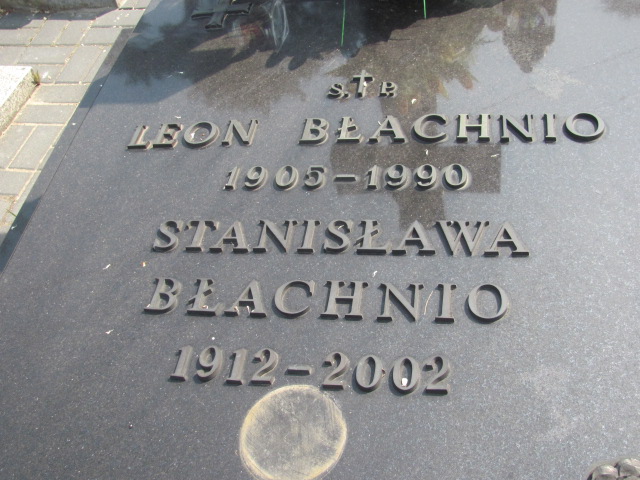 Ś.†P.
LEON BŁACHNIO
1905-1990
STANISŁAWA
BŁACHNIO
1912-2002